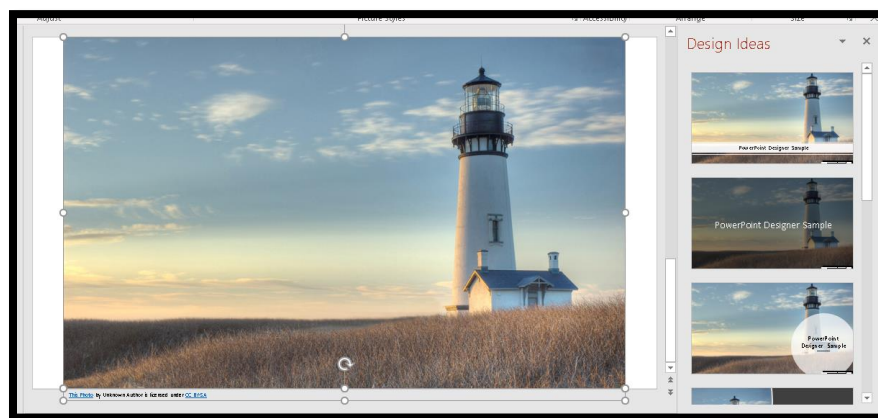 Adjust
Picture Styles
Accessibility
Arrange
Size
Design Ideas
PowerPoint Designer Sample
PowerPoint Designer Sample
PowerPoint
Designer Sample
This Photo by Unknown Author is licensed under CC BY-SA